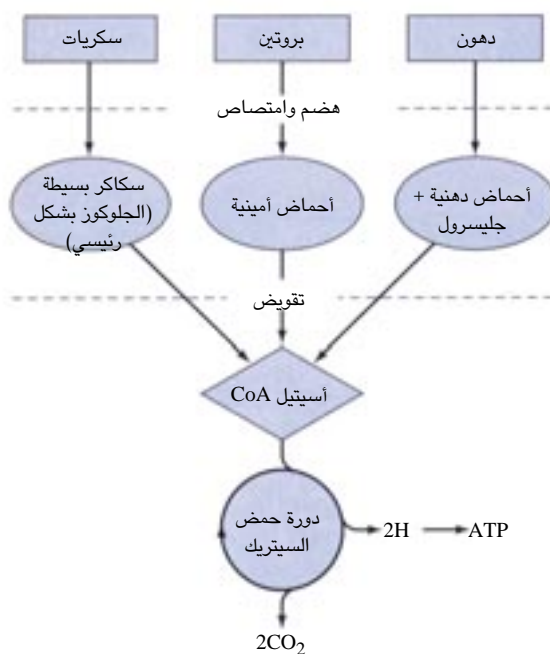 دهون
بروتين
سكريات
هضم وامتصاص
أحماض دهنية +
جليسرول
أحماض أمينية
سكاكر بسيطة
(الجلوكوز بشكل
رئيسي)
تقويض
أسيتيل CoA
دورة حمض
السيتريك
2H
ATP
2CO₂